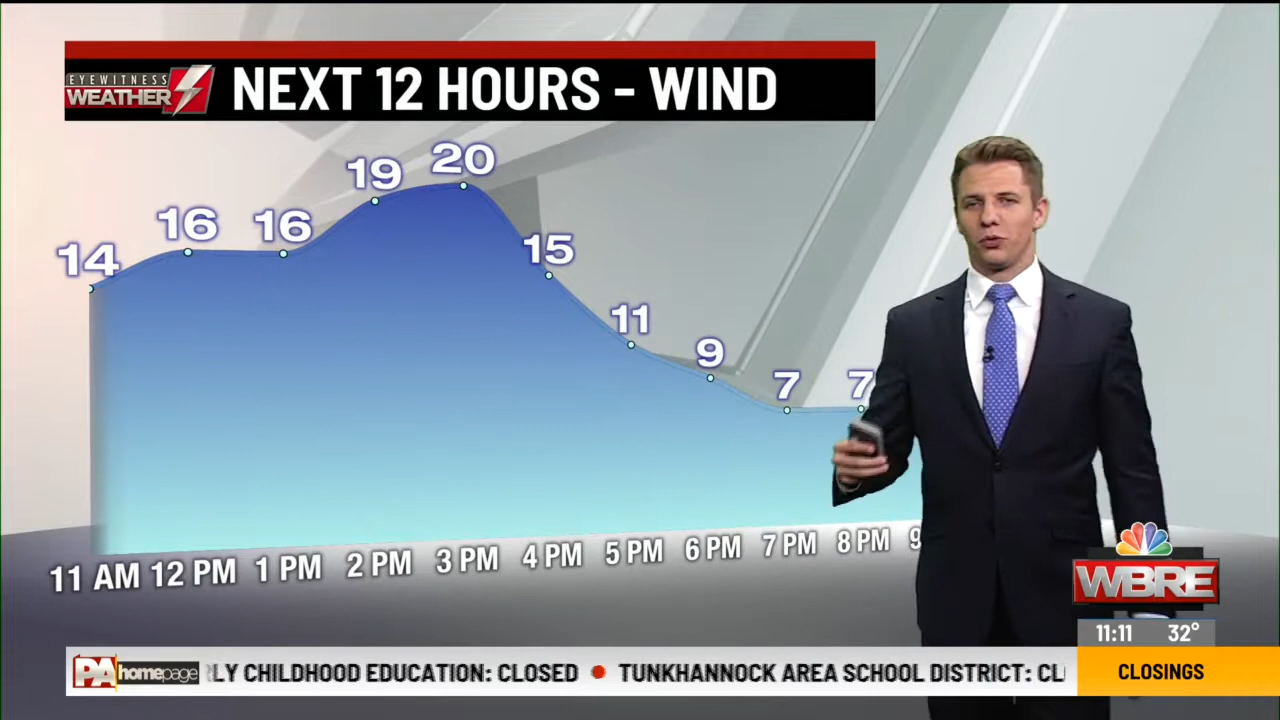 EYEWITNESS
WEATHER
NEXT 12 HOURS - WIND
14
16
16
19
20
15
11
9
7
7
11 AM 12 PM 1 PM 2 PM 3 PM 4 PM 5 PM 6 PM 7 PM 8 PM 9
WBRE
11:11 32°
PA homepage
LY CHILDHOOD EDUCATION: CLOSED • TUNKHANNOCK AREA SCHOOL DISTRICT: CL
CLOSINGS